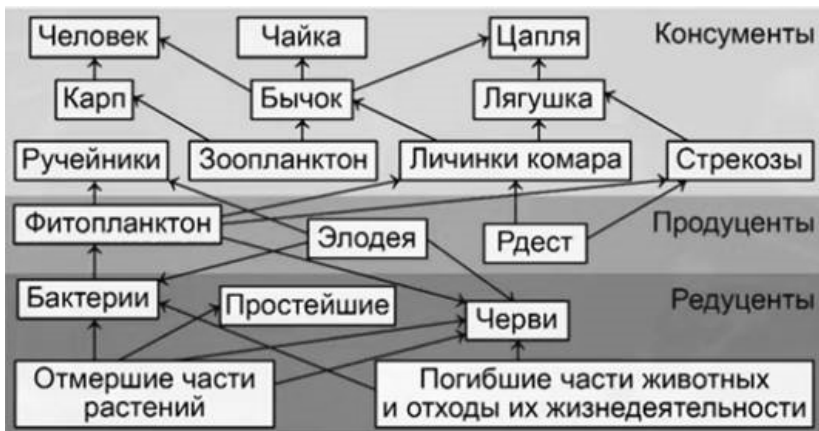 Человек
Чайка
Цапля
Консументы
Карп
Бычок
Лягушка
Ручейники
Зоопланктон
Личинки комара
Стрекозы
Фитопланктон
Элодея
Рдест
Продуценты
Бактерии
Простейшие
Черви
Редуценты
Отмершие части
растений
Погибшие части животных
и отходы их жизнедеятельности